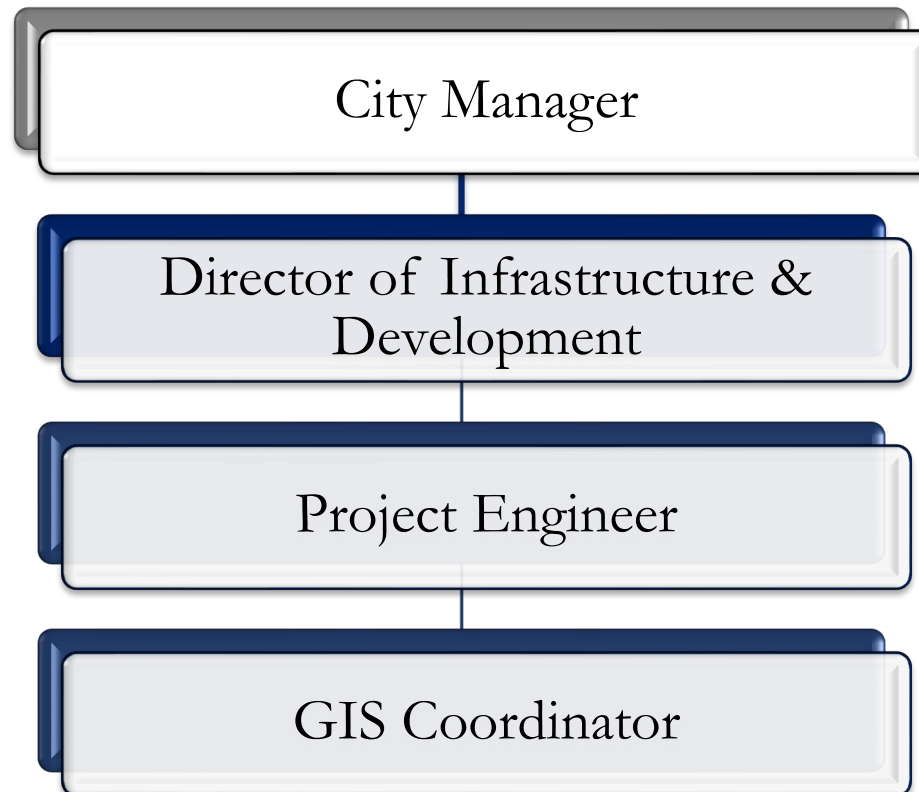 City Manager
Director of Infrastructure &
Development
Project Engineer
GIS Coordinator